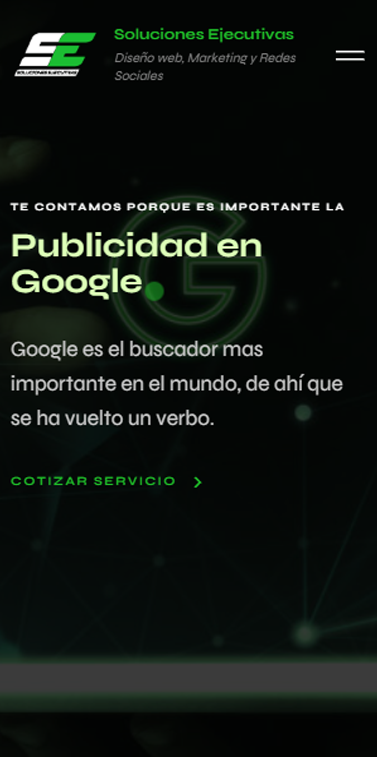 SE
SOLUCIONES EJECUTIVAS
Soluciones Ejecutivas
Diseño web, Marketing y Redes
Sociales
TE CONTAMOS PORQUE ES IMPORTANTE LA
Publicidad en
Google
G
Google es el buscador mas
importante en el mundo, de ahí que
se ha vuelto un verbo.
COTIZAR SERVICIO